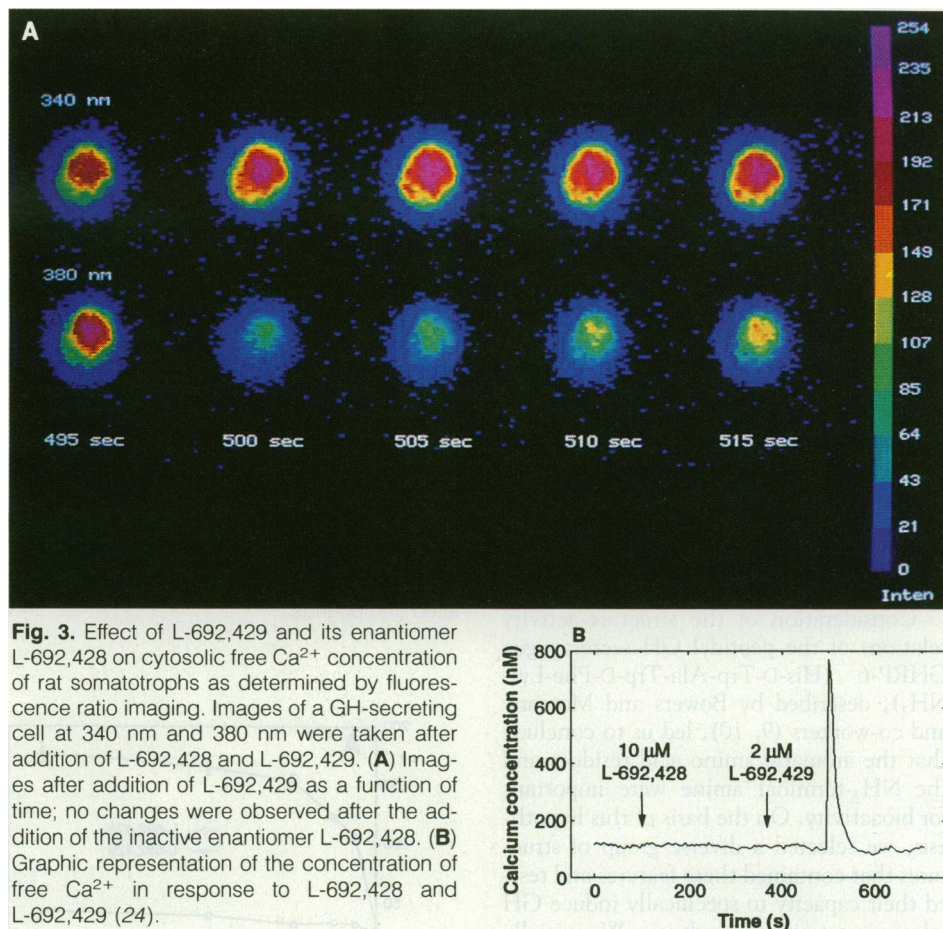 A
340 nm
380 nm
495 sec
500 sec
505 sec
510 sec
515 sec
254
235
213
192
171
149
128
107
85
64
43
21
0
Inten
Fig. 3. Effect of L-692,429 and its enantiomer
L-692,428 on cytosolic free Ca²⁺ concentration
of rat somatotrophs as determined by fluores-
cence ratio imaging. Images of a GH-secreting
cell at 340 nm and 380 nm were taken after
addition of L-692,428 and L-692,429. (A) Imag-
es after addition of L-692,429 as a function of
time; no changes were observed after the ad-
dition of the inactive enantiomer L-692,428. (B)
Graphic representation of the concentration of
free Ca²⁺ in response to L-692,428 and
L-692,429 (24).
B
Calcium concentration (nM)
800
600
400
200
0
10 µM
L-692,428
2 µM
L-692,429
0
200
400
600
Time (s)